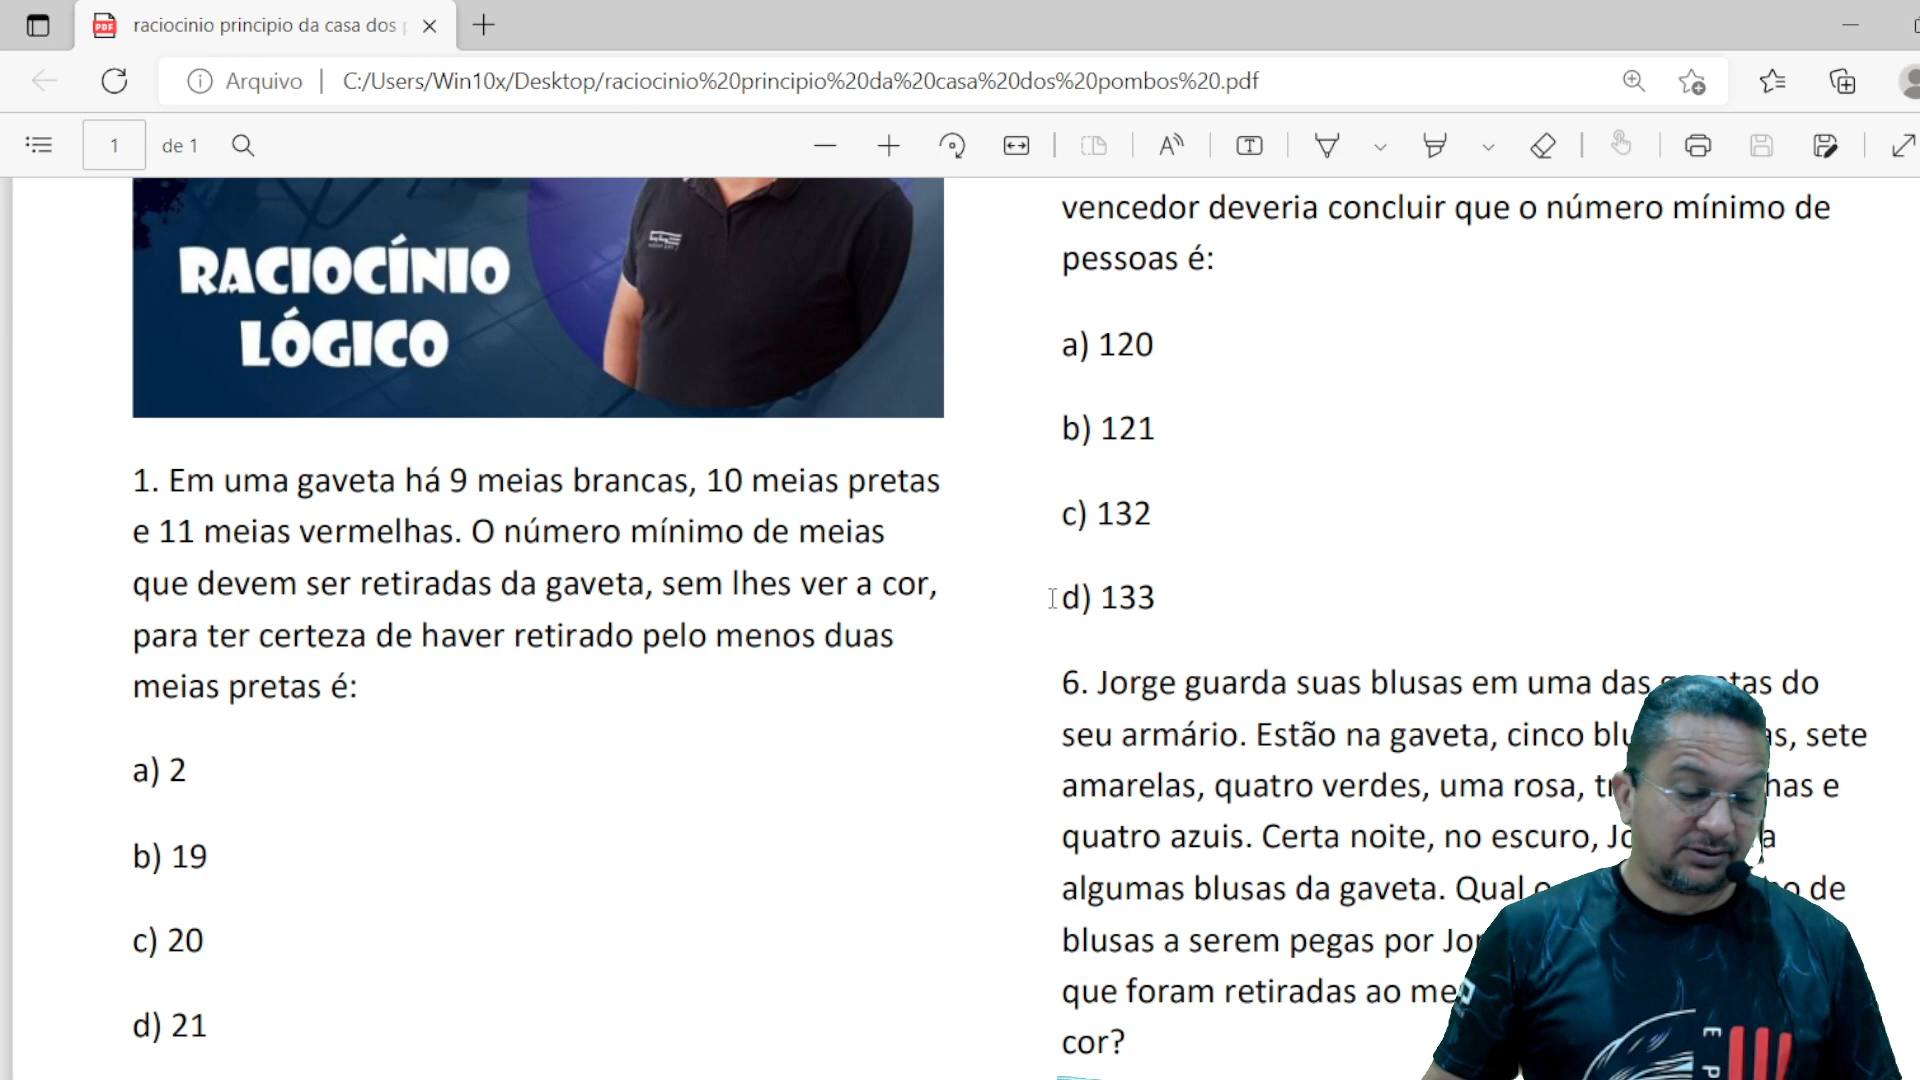 raciocinio principio da casa dos
Arquivo
C:/Users/Win10x/Desktop/raciocinio%20principio%20da%20casa%20dos%20pombos%20.pdf
1 de 1
RACIOCÍNIO
LÓGICO
1. Em uma gaveta há 9 meias brancas, 10 meias pretas
e 11 meias vermelhas. O número mínimo de meias
que devem ser retiradas da gaveta, sem lhes ver a cor,
para ter certeza de haver retirado pelo menos duas
meias pretas é:
a) 2
b) 19
c) 20
d) 21
vencedor deveria concluir que o número mínimo de
pessoas é:
a) 120
b) 121
c) 132
d) 133
6. Jorge guarda suas blusas em uma das do
seu armário. Estão na gaveta, cinco sete
amarelas, quatro verdes, uma rosa, e
quatro azuis. Certa noite, no escuro,
algumas blusas da gaveta. Qual de
blusas a serem pegas por
que foram retiradas ao
cor?